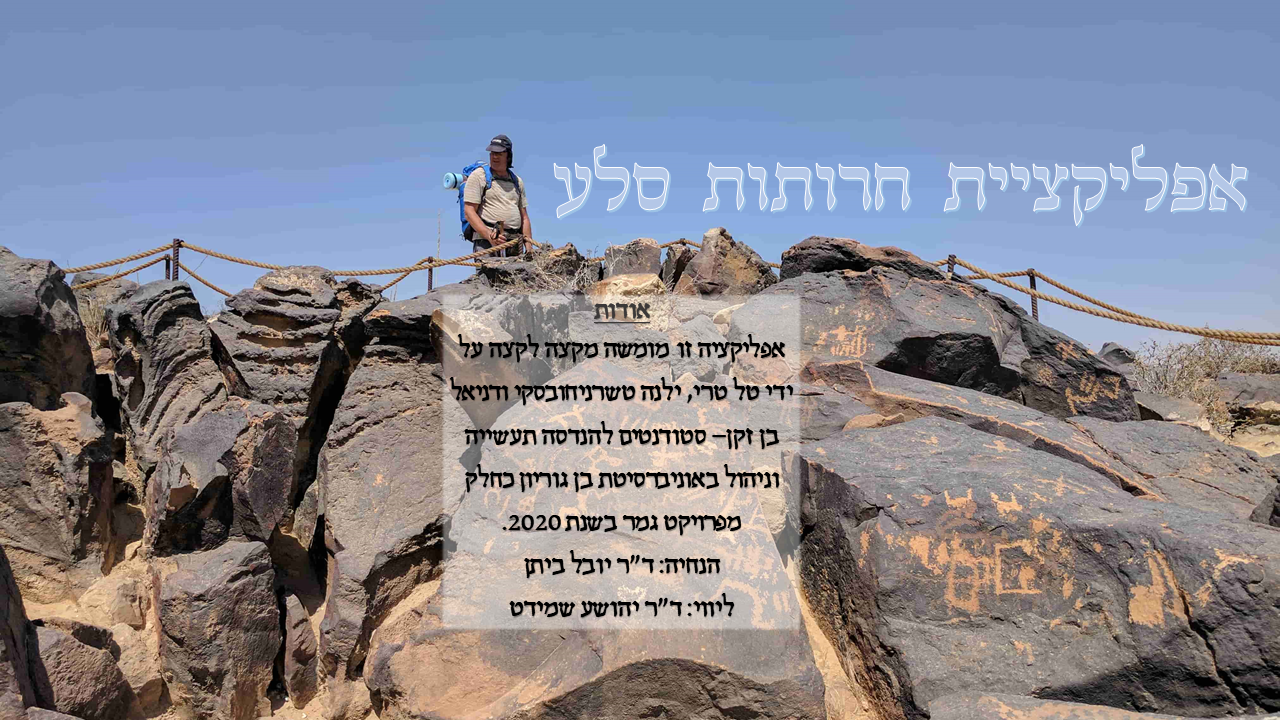 אפליקציית חרותות סלע
אודות
אפליקציה זו מומשה מקצה לקצה על
ידי טל טרי, ילנה טשרניחובסקי ודניאל
בן זקן– סטודנטים להנדסה תעשייה
וניהול באוניברסיטת בן גוריון כחלק
מפרויקט גמר בשנת 2020.
הנחיה: ד"ר יובל ביתן
ליווי: ד"ר יהושע שמידט